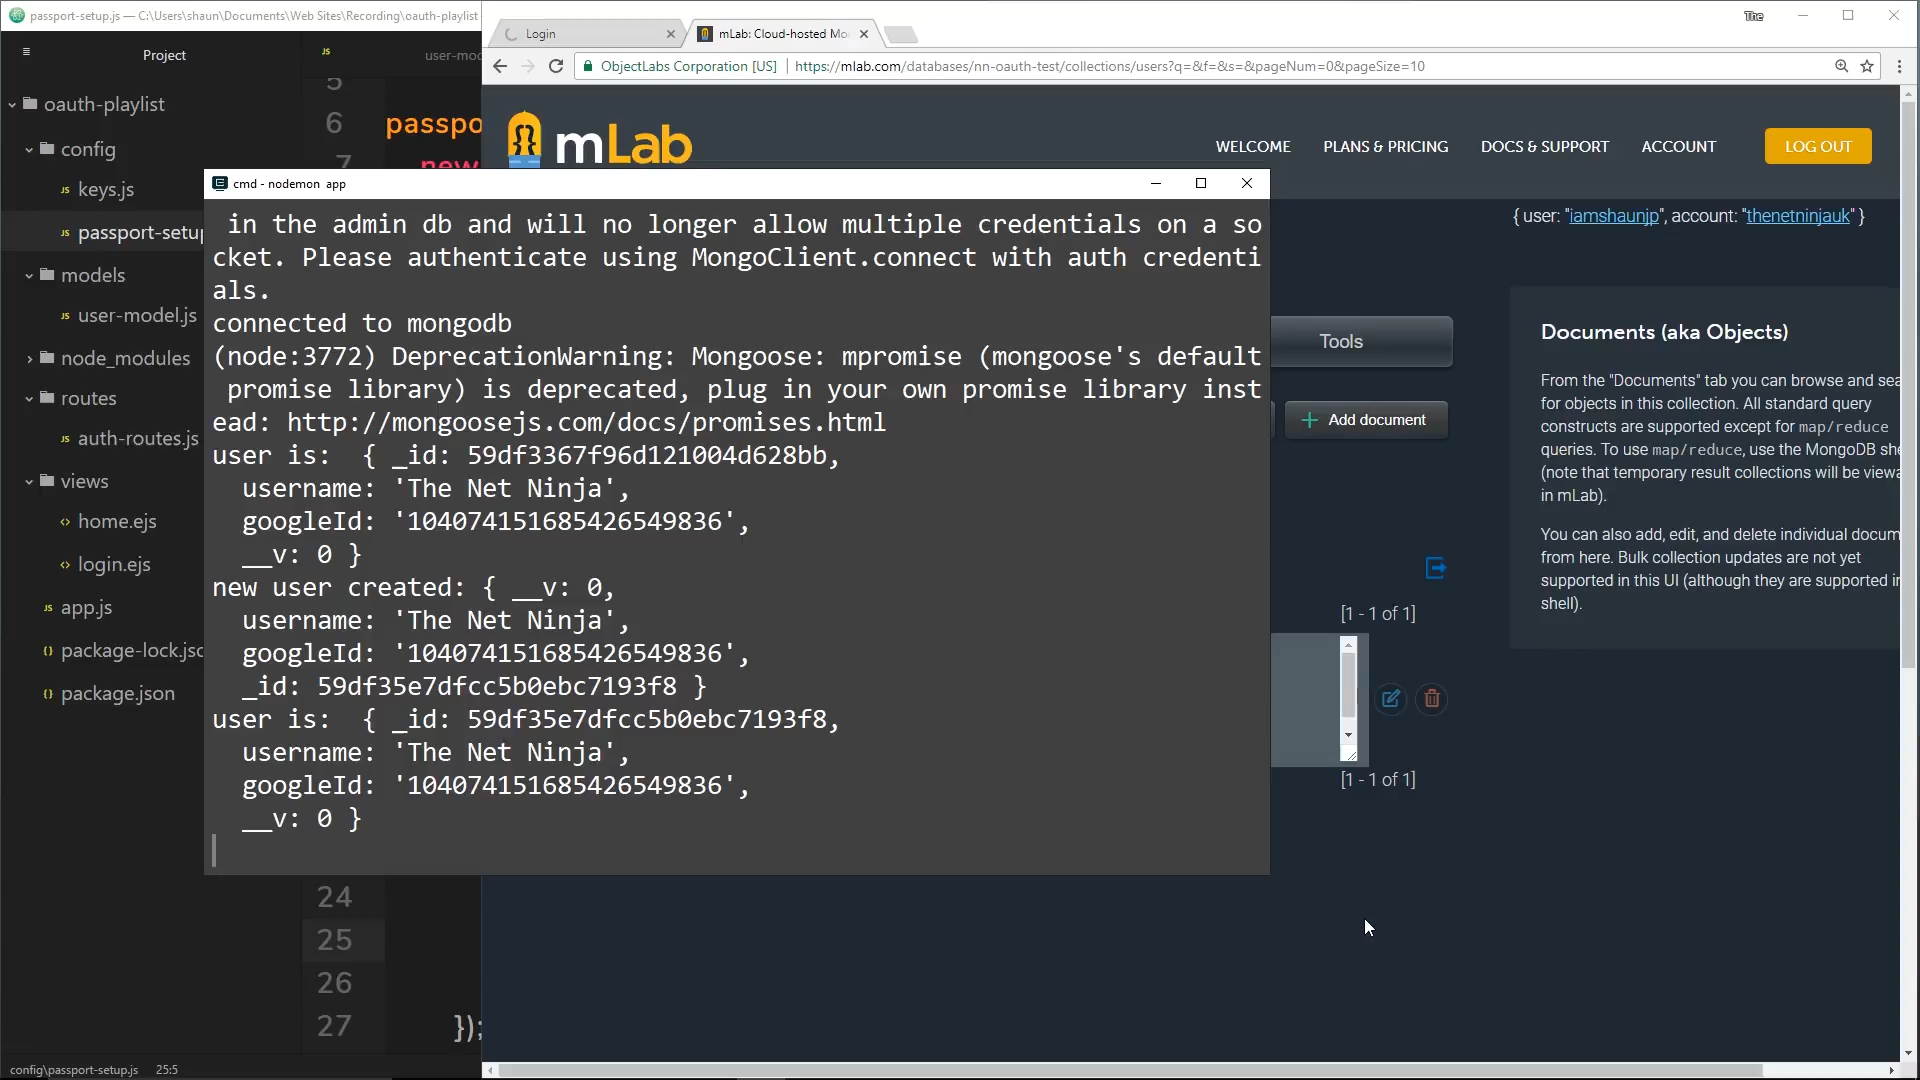 passport-setup.js — C:\Users\shaun\Documents\Web Sites\Recording\oauth-playlist
Project
oauth-playlist
config
keys.js
passport-setup
models
user-model.js
node_modules
routes
auth-routes.js
views
home.ejs
login.ejs
app.js
package-lock.jsc
package.json
config\passport-setup.js 25:5
user-mod
5
6 passpo
7 new
24
25
26
27 });
Login
mLab: Cloud-hosted Mo
The
ObjectLabs Corporation [US] https://mlab.com/databases/nn-oauth-test/collections/users?q=&f=&s=&pageNum=0&pageSize=10
mLab
WELCOME PLANS & PRICING DOCS & SUPPORT ACCOUNT LOG OUT
{ user: "iamshaunjp", account: "thenetninjauk" }
cmd - nodemon app
in the admin db and will no longer allow multiple credentials on a so
cket. Please authenticate using MongoClient.connect with auth credenti
als.
connected to mongodb
(node:3772) DeprecationWarning: Mongoose: mpromise (mongoose's default
promise library) is deprecated, plug in your own promise library inst
ead: http://mongoosejs.com/docs/promises.html
user is:  { _id: 59df3367f96d121004d628bb,
username: 'The Net Ninja',
googleId: '104074151685426549836',
__v: 0 }
new user created: { __v: 0,
username: 'The Net Ninja',
googleId: '104074151685426549836',
_id: 59df35e7dfcc5b0ebc7193f8 }
user is:  { _id: 59df35e7dfcc5b0ebc7193f8,
username: 'The Net Ninja',
googleId: '104074151685426549836',
__v: 0 }
Tools
Add document
[1 - 1 of 1]
[1 - 1 of 1]
Documents (aka Objects)
From the "Documents" tab you can browse and sea
for objects in this collection. All standard query
constructs are supported except for map/reduce
queries. To use map/reduce, use the MongoDB she
(note that temporary result collections will be viewa
in mLab).
You can also add, edit, and delete individual docum
from here. Bulk collection updates are not yet
supported in this UI (although they are supported in
shell).